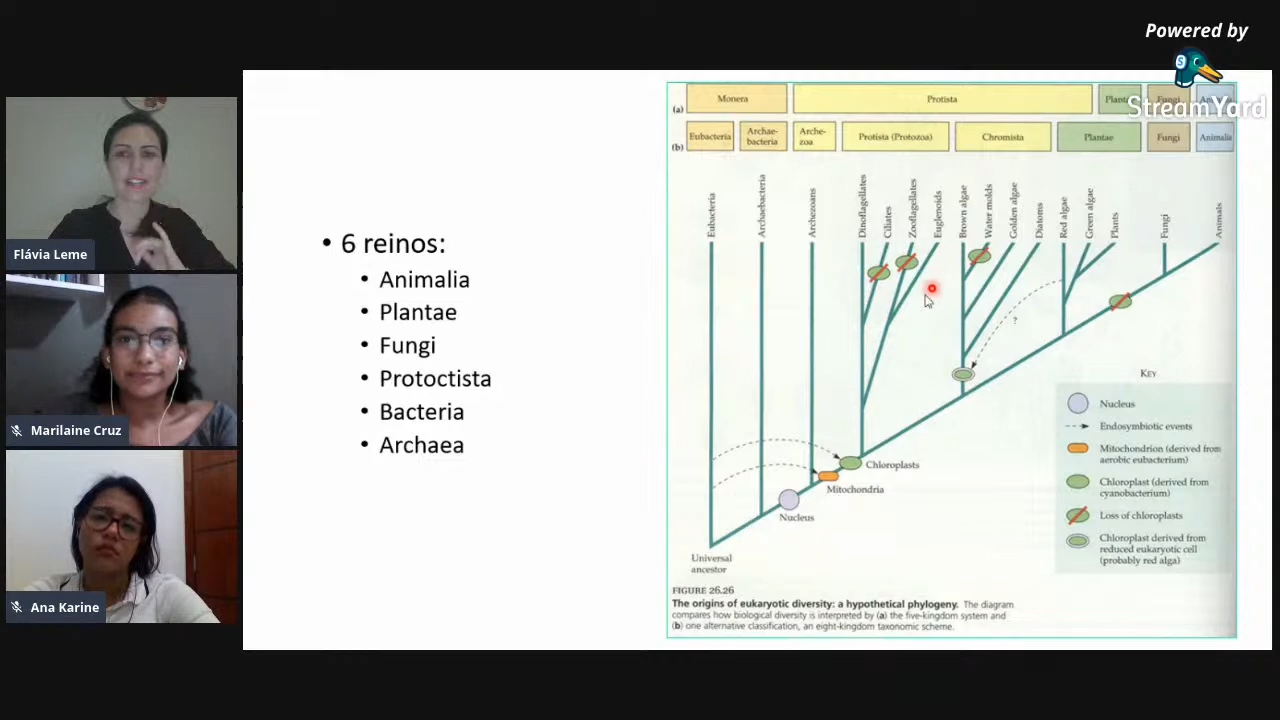 Powered by
StreamYard
Flávia Leme
Marilaine Cruz
Ana Karine
• 6 reinos:
• Animalia
• Plantae
• Fungi
• Protoctista
• Bacteria
• Archaea
(a) Monera Protista Fungi
(b) Eubacteria Archae-bacteria Arche-zoa Protista (Protozoa) Chromista Plantae Fungi Animalia
Eubacteria
Archaebacteria
Archezoans
Dinoflagellates
Ciliates
Zooflagellates
Euglenoids
Brown algae
Water molds
Golden algae
Diatoms
Red algae
Green algae
Plants
Fungi
Animals
?
Chloroplasts
Mitochondria
Nucleus
Universal
ancestor
KEY
Nucleus
Endosymbiotic events
Mitochondrion (derived from
aerobic eubacterium)
Chloroplast (derived from
cyanobacterium)
Loss of chloroplasts
Chloroplast derived from
reduced eukaryotic cell
(probably red alga)
FIGURE 26.26
The origins of eukaryotic diversity: a hypothetical phylogeny. The diagram
compares how biological diversity is interpreted by (a) the five-kingdom system and
(b) one alternative classification, an eight-kingdom taxonomic scheme.